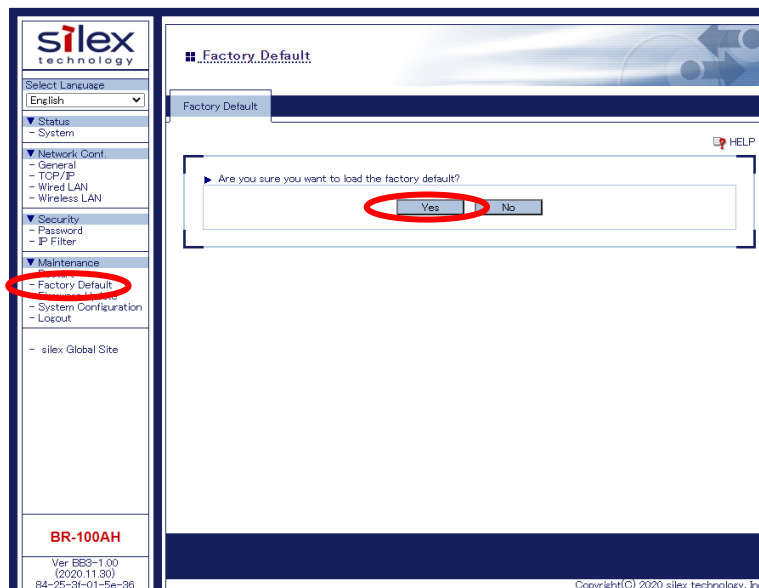 silex
technology
Select Language
English
▼ Status
- System
▼ Network Conf.
- General
- TCP/IP
- Wired LAN
- Wireless LAN
▼ Security
- Password
- IP Filter
▼ Maintenance
- Restart
- Factory Default
- Firmware Update
- System Configuration
- Logout
- silex Global Site
BR-100AH
Ver BB3-1.00
(2020.11.30)
84-25-3f-01-5e-36
Factory Default
Factory Default
HELP
Are you sure you want to load the factory default?
Yes No
Copyright(C) 2020 silex technology, Inc